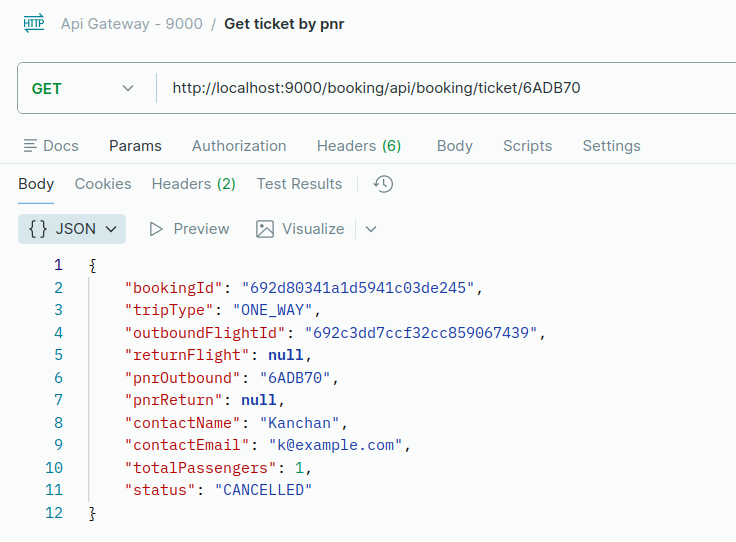 HTTP Api Gateway - 9000 / Get ticket by pnr
GET http://localhost:9000/booking/api/booking/ticket/6ADB70
Docs Params Authorization Headers (6) Body Scripts Settings
Body Cookies Headers (2) Test Results
{} JSON Preview Visualize
1 {
2 "bookingId": "692d80341a1d5941c03de245",
3 "tripType": "ONE_WAY",
4 "outboundFlightId": "692c3dd7ccf32cc859067439",
5 "returnFlight": null,
6 "pnrOutbound": "6ADB70",
7 "pnrReturn": null,
8 "contactName": "Kanchan",
9 "contactEmail": "k@example.com",
10 "totalPassengers": 1,
11 "status": "CANCELLED"
12 }